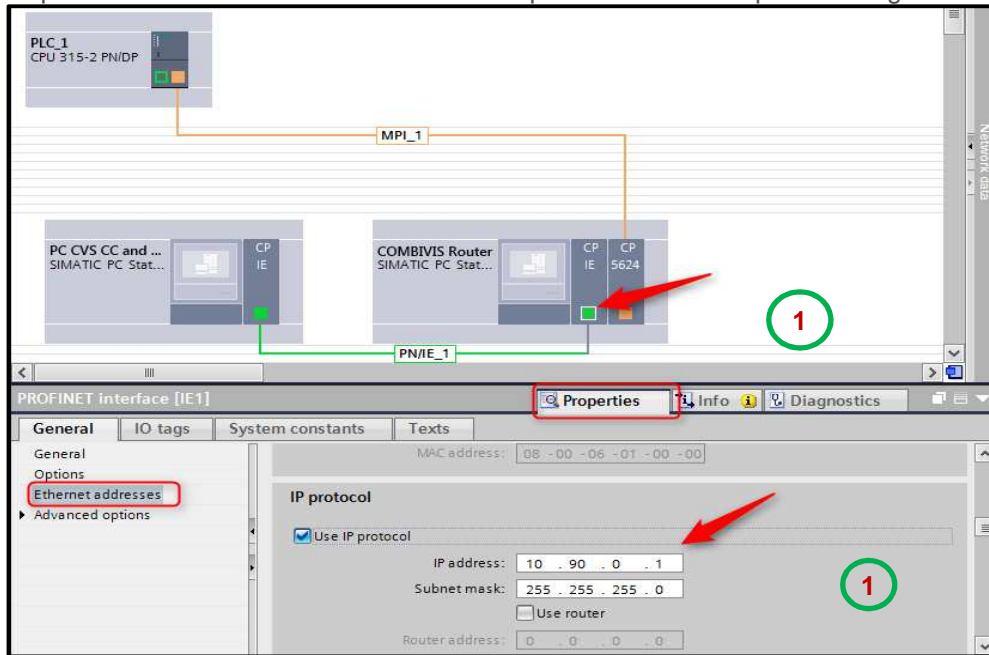 PLC_1
CPU 315-2 PN/DP
MPI_1
Network data
PC CVS CC and ...
SIMATIC PC Stat...
CP
IE
COMBIVIS Router
SIMATIC PC Stat...
CP
IE
CP
5624
1
PN/IE_1
PROFINET interface [IE1]
Properties
Info
Diagnostics
General
IO tags
System constants
Texts
General
Options
Ethernet addresses
Advanced options
MAC address: 08 -00 -06 -01 -00 -00
IP protocol
Use IP protocol
IP address: 10 . 90 . 0 . 1
Subnet mask: 255 . 255 . 255 . 0
1
Use router
Router address: 0 . 0 . 0 . 0